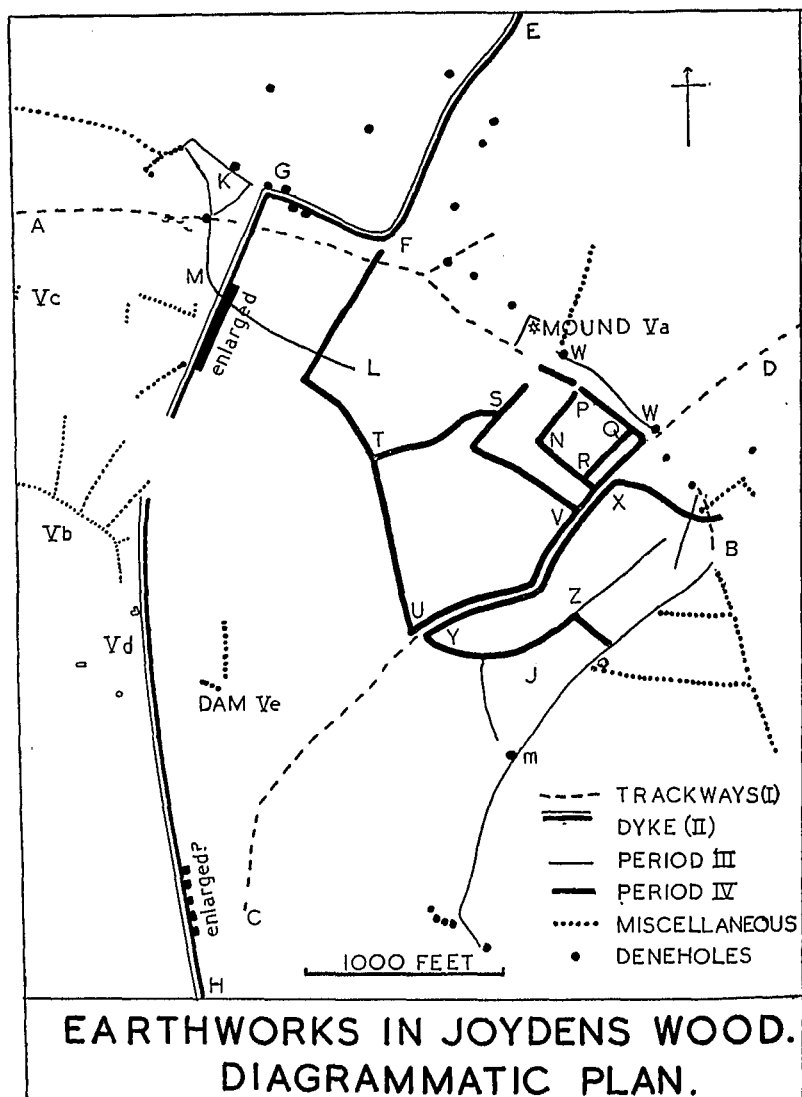 E
K
G
A
F
M
Vc
enlarged
MOUND Va
W
D
L
S
P
W
Q
N
R
T
V
X
Vb
B
U
Z
Y
Vd
J
DAM Ve
m
TRACKWAYS(I)
DYKE (II)
PERIOD III
PERIOD IV
MISCELLANEOUS
DENEHOLES
enlarged?
C
1000 FEET
H
EARTHWORKS IN JOYDENS WOOD.
DIAGRAMMATIC PLAN.